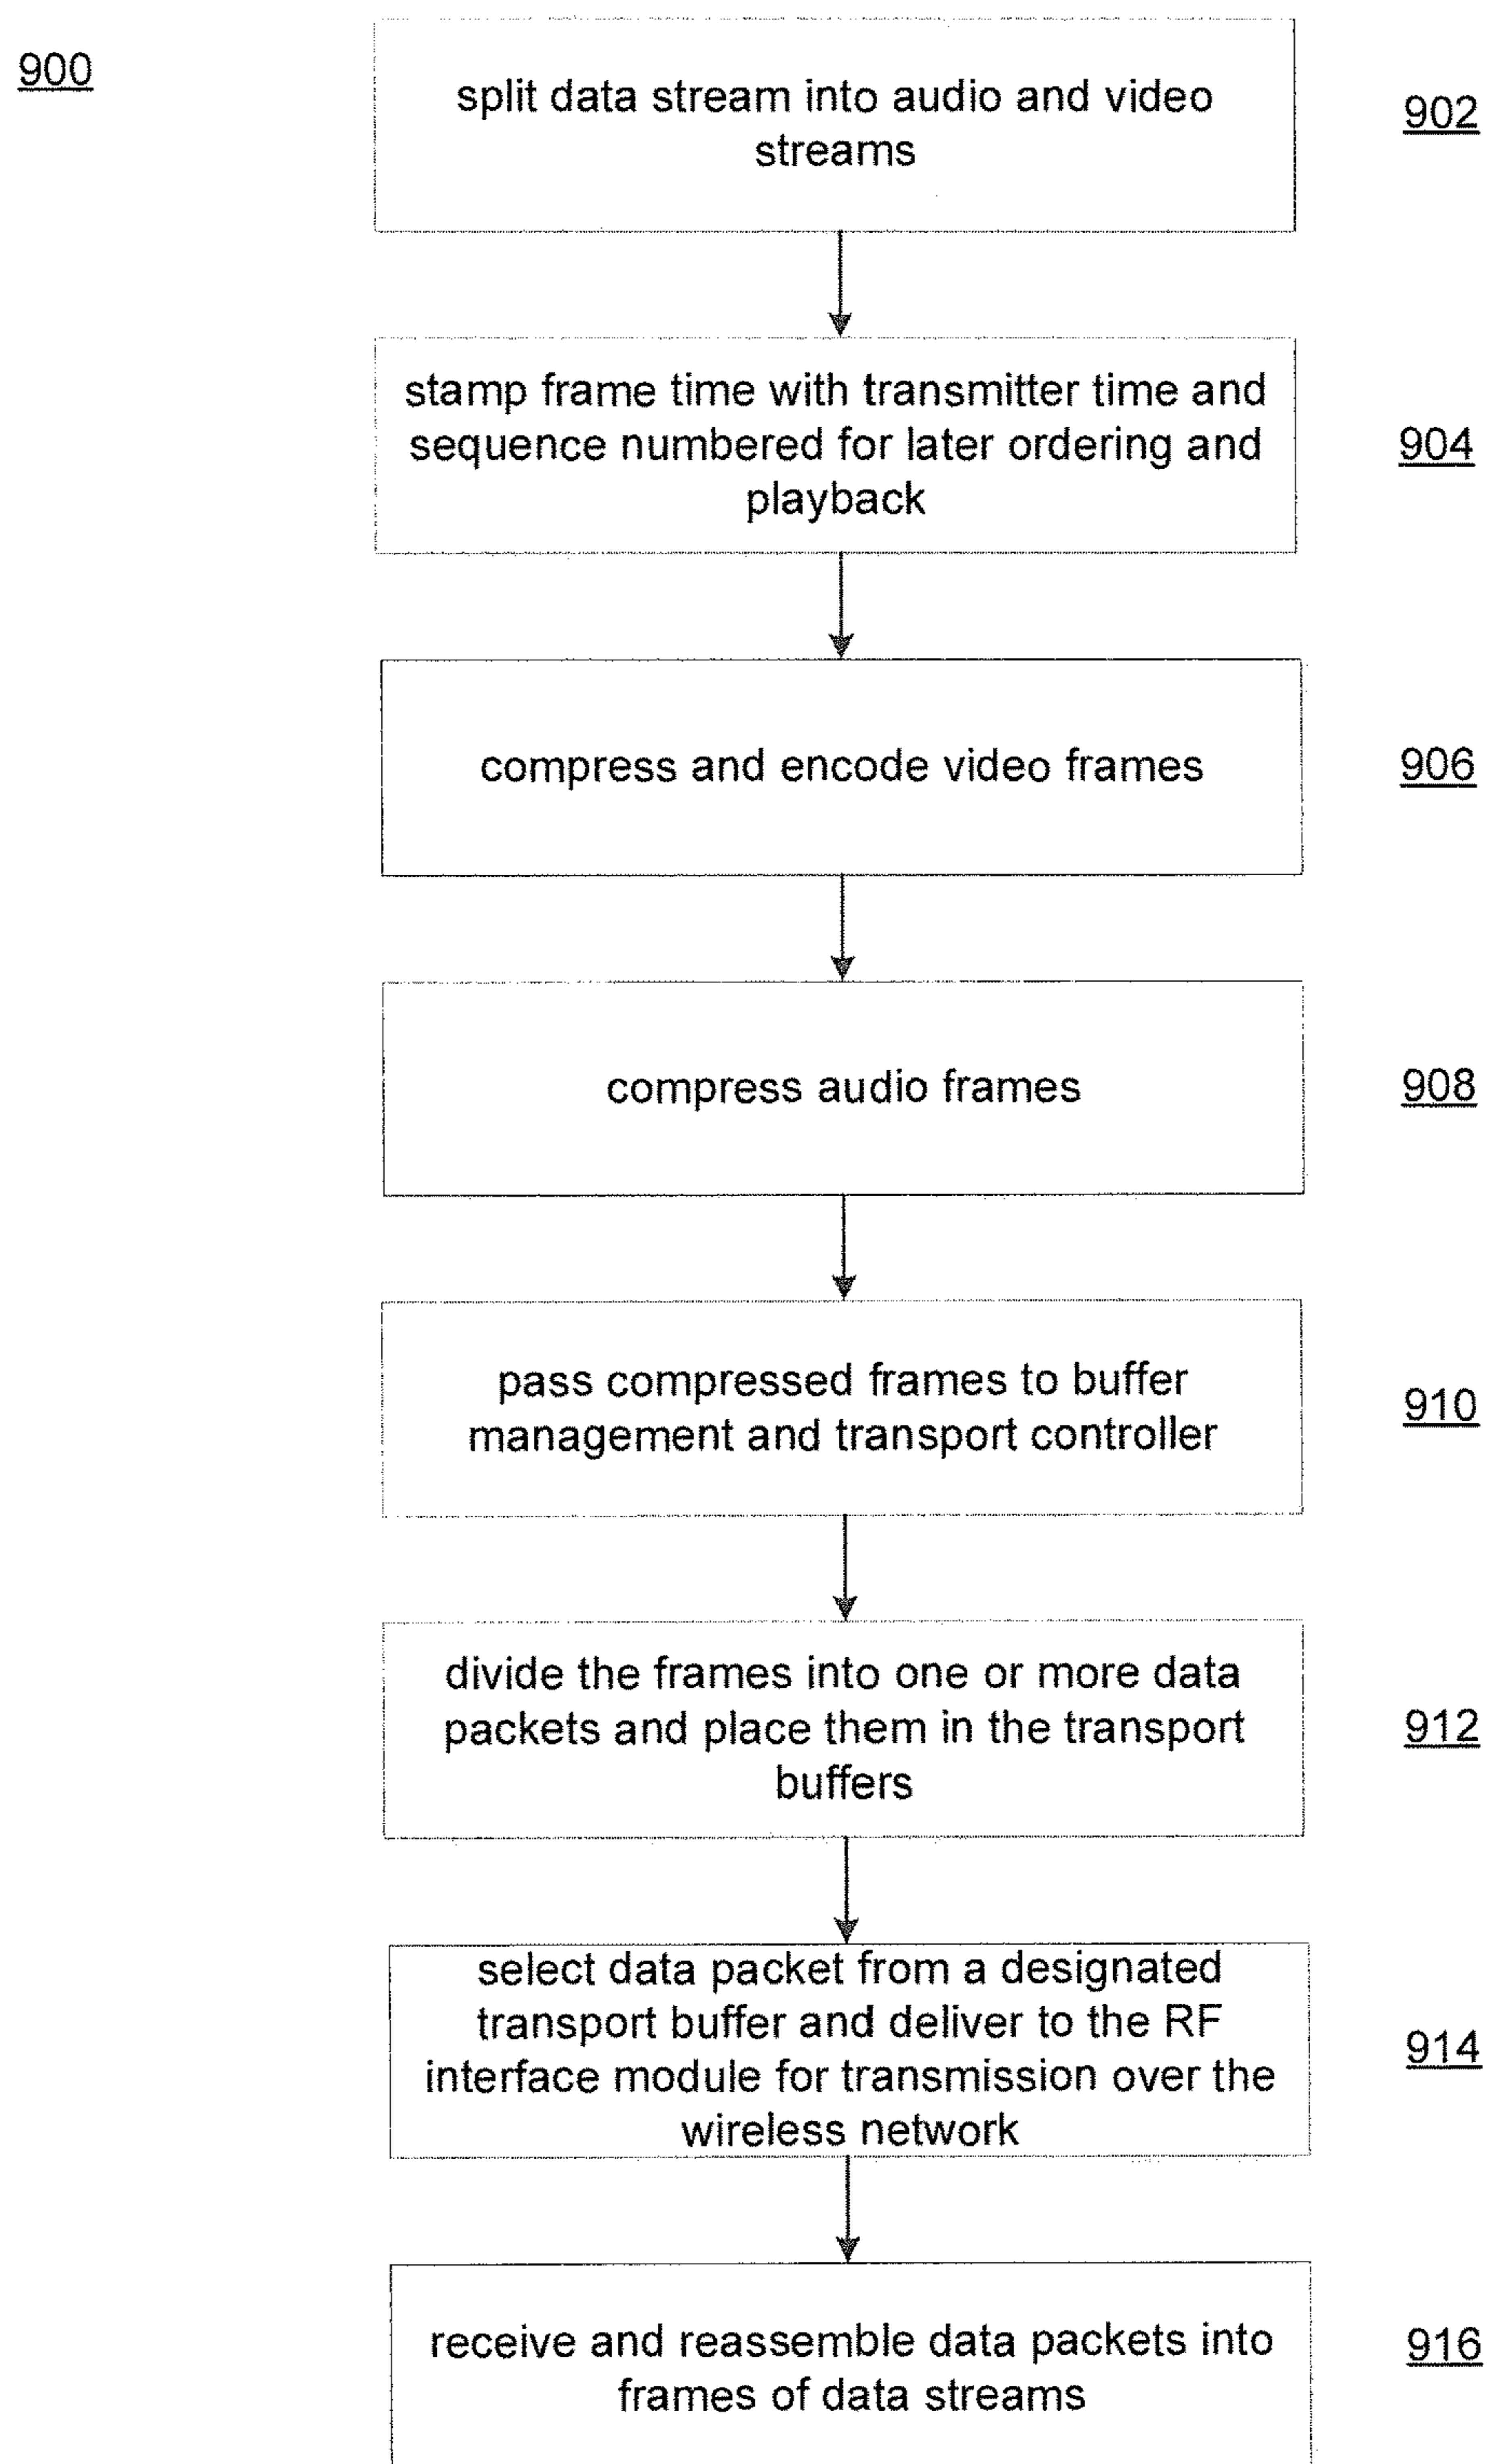 900
split data stream into audio and video
streams
902
stamp frame time with transmitter time and
sequence numbered for later ordering and
playback
904
compress and encode video frames
906
compress audio frames
908
pass compressed frames to buffer
management and transport controller
910
divide the frames into one or more data
packets and place them in the transport
buffers
912
select data packet from a designated
transport buffer and deliver to the RF
interface module for transmission over the
wireless network
914
receive and reassemble data packets into
frames of data streams
916